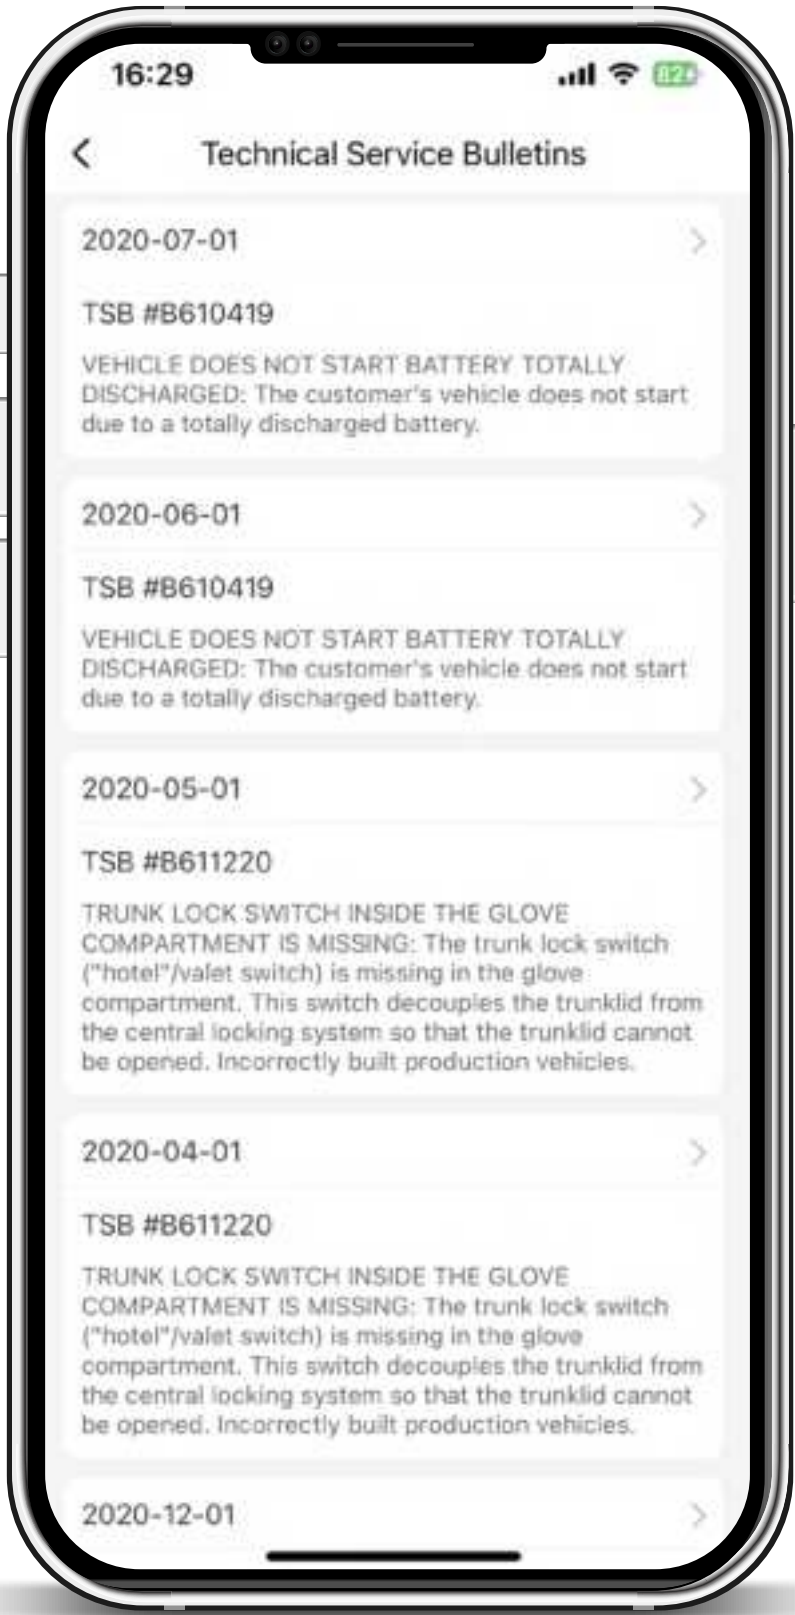 16:29
82
Technical Service Bulletins
2020-07-01
TSB #B610419
VEHICLE DOES NOT START BATTERY TOTALLY
DISCHARGED: The customer's vehicle does not start
due to a totally discharged battery.
2020-06-01
TSB #B610419
VEHICLE DOES NOT START BATTERY TOTALLY
DISCHARGED: The customer's vehicle does not start
due to a totally discharged battery.
2020-05-01
TSB #B611220
TRUNK LOCK SWITCH INSIDE THE GLOVE
COMPARTMENT IS MISSING: The trunk lock switch
("hotel"/valet switch) is missing in the glove
compartment. This switch decouples the trunklid from
the central locking system so that the trunklid cannot
be opened. Incorrectly built production vehicles.
2020-04-01
TSB #B611220
TRUNK LOCK SWITCH INSIDE THE GLOVE
COMPARTMENT IS MISSING: The trunk lock switch
("hotel"/valet switch) is missing in the glove
compartment. This switch decouples the trunklid from
the central locking system so that the trunklid cannot
be opened. Incorrectly built production vehicles.
2020-12-01